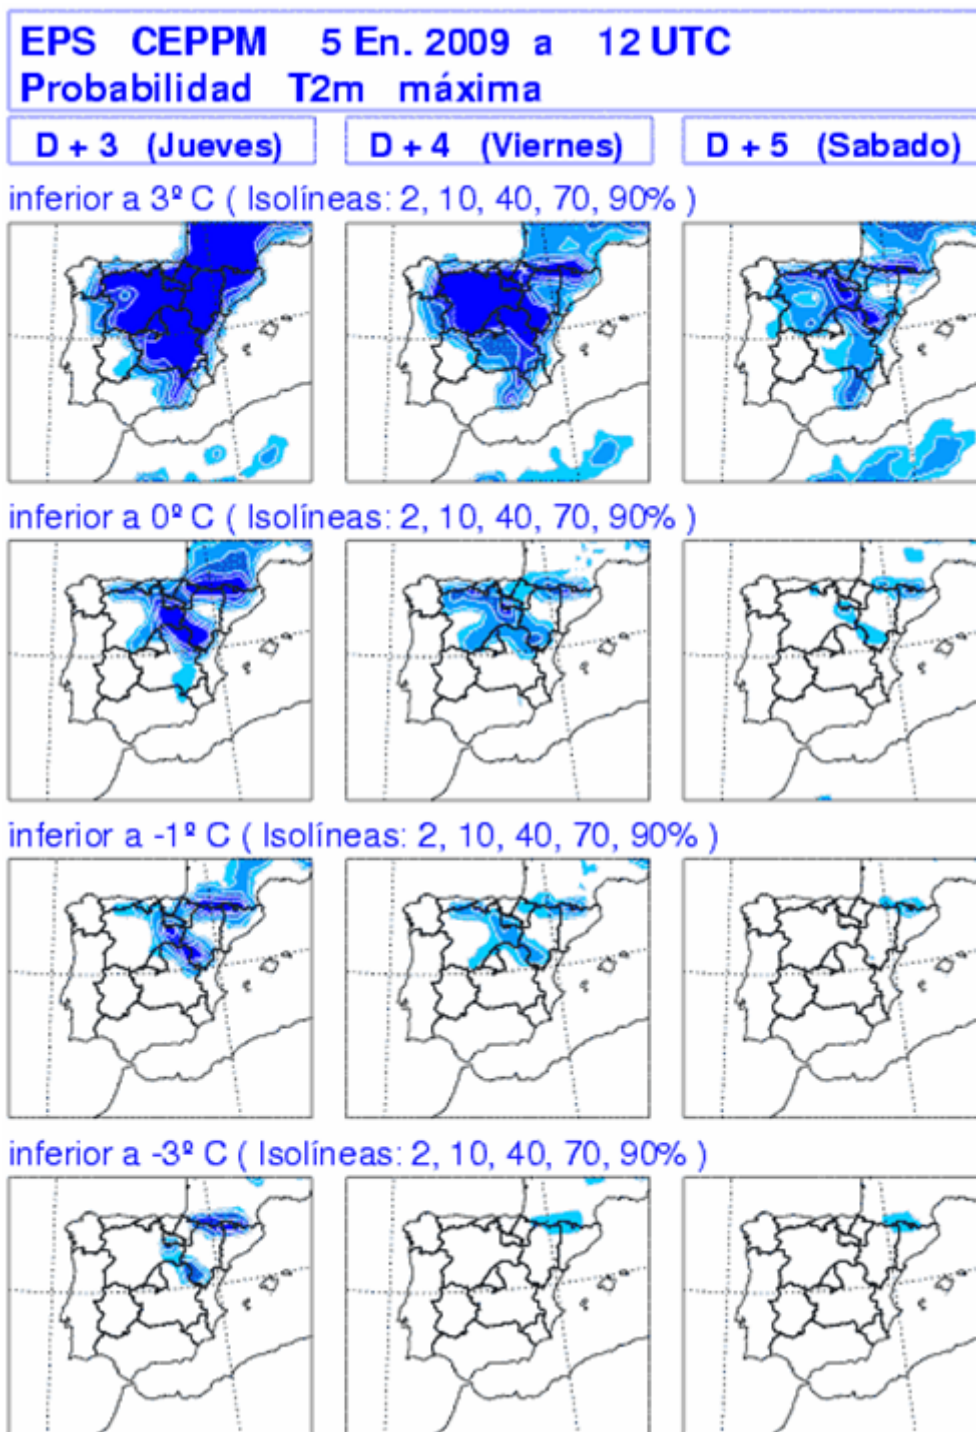 EPS CEPPM 5 En. 2009 a 12 UTC
Probabilidad T2m máxima
D + 3 (Jueves) D + 4 (Viernes) D + 5 (Sabado)
inferior a 3º C ( Isolíneas: 2, 10, 40, 70, 90% )
inferior a 0º C ( Isolíneas: 2, 10, 40, 70, 90% )
inferior a -1º C ( Isolíneas: 2, 10, 40, 70, 90% )
inferior a -3º C ( Isolíneas: 2, 10, 40, 70, 90% )